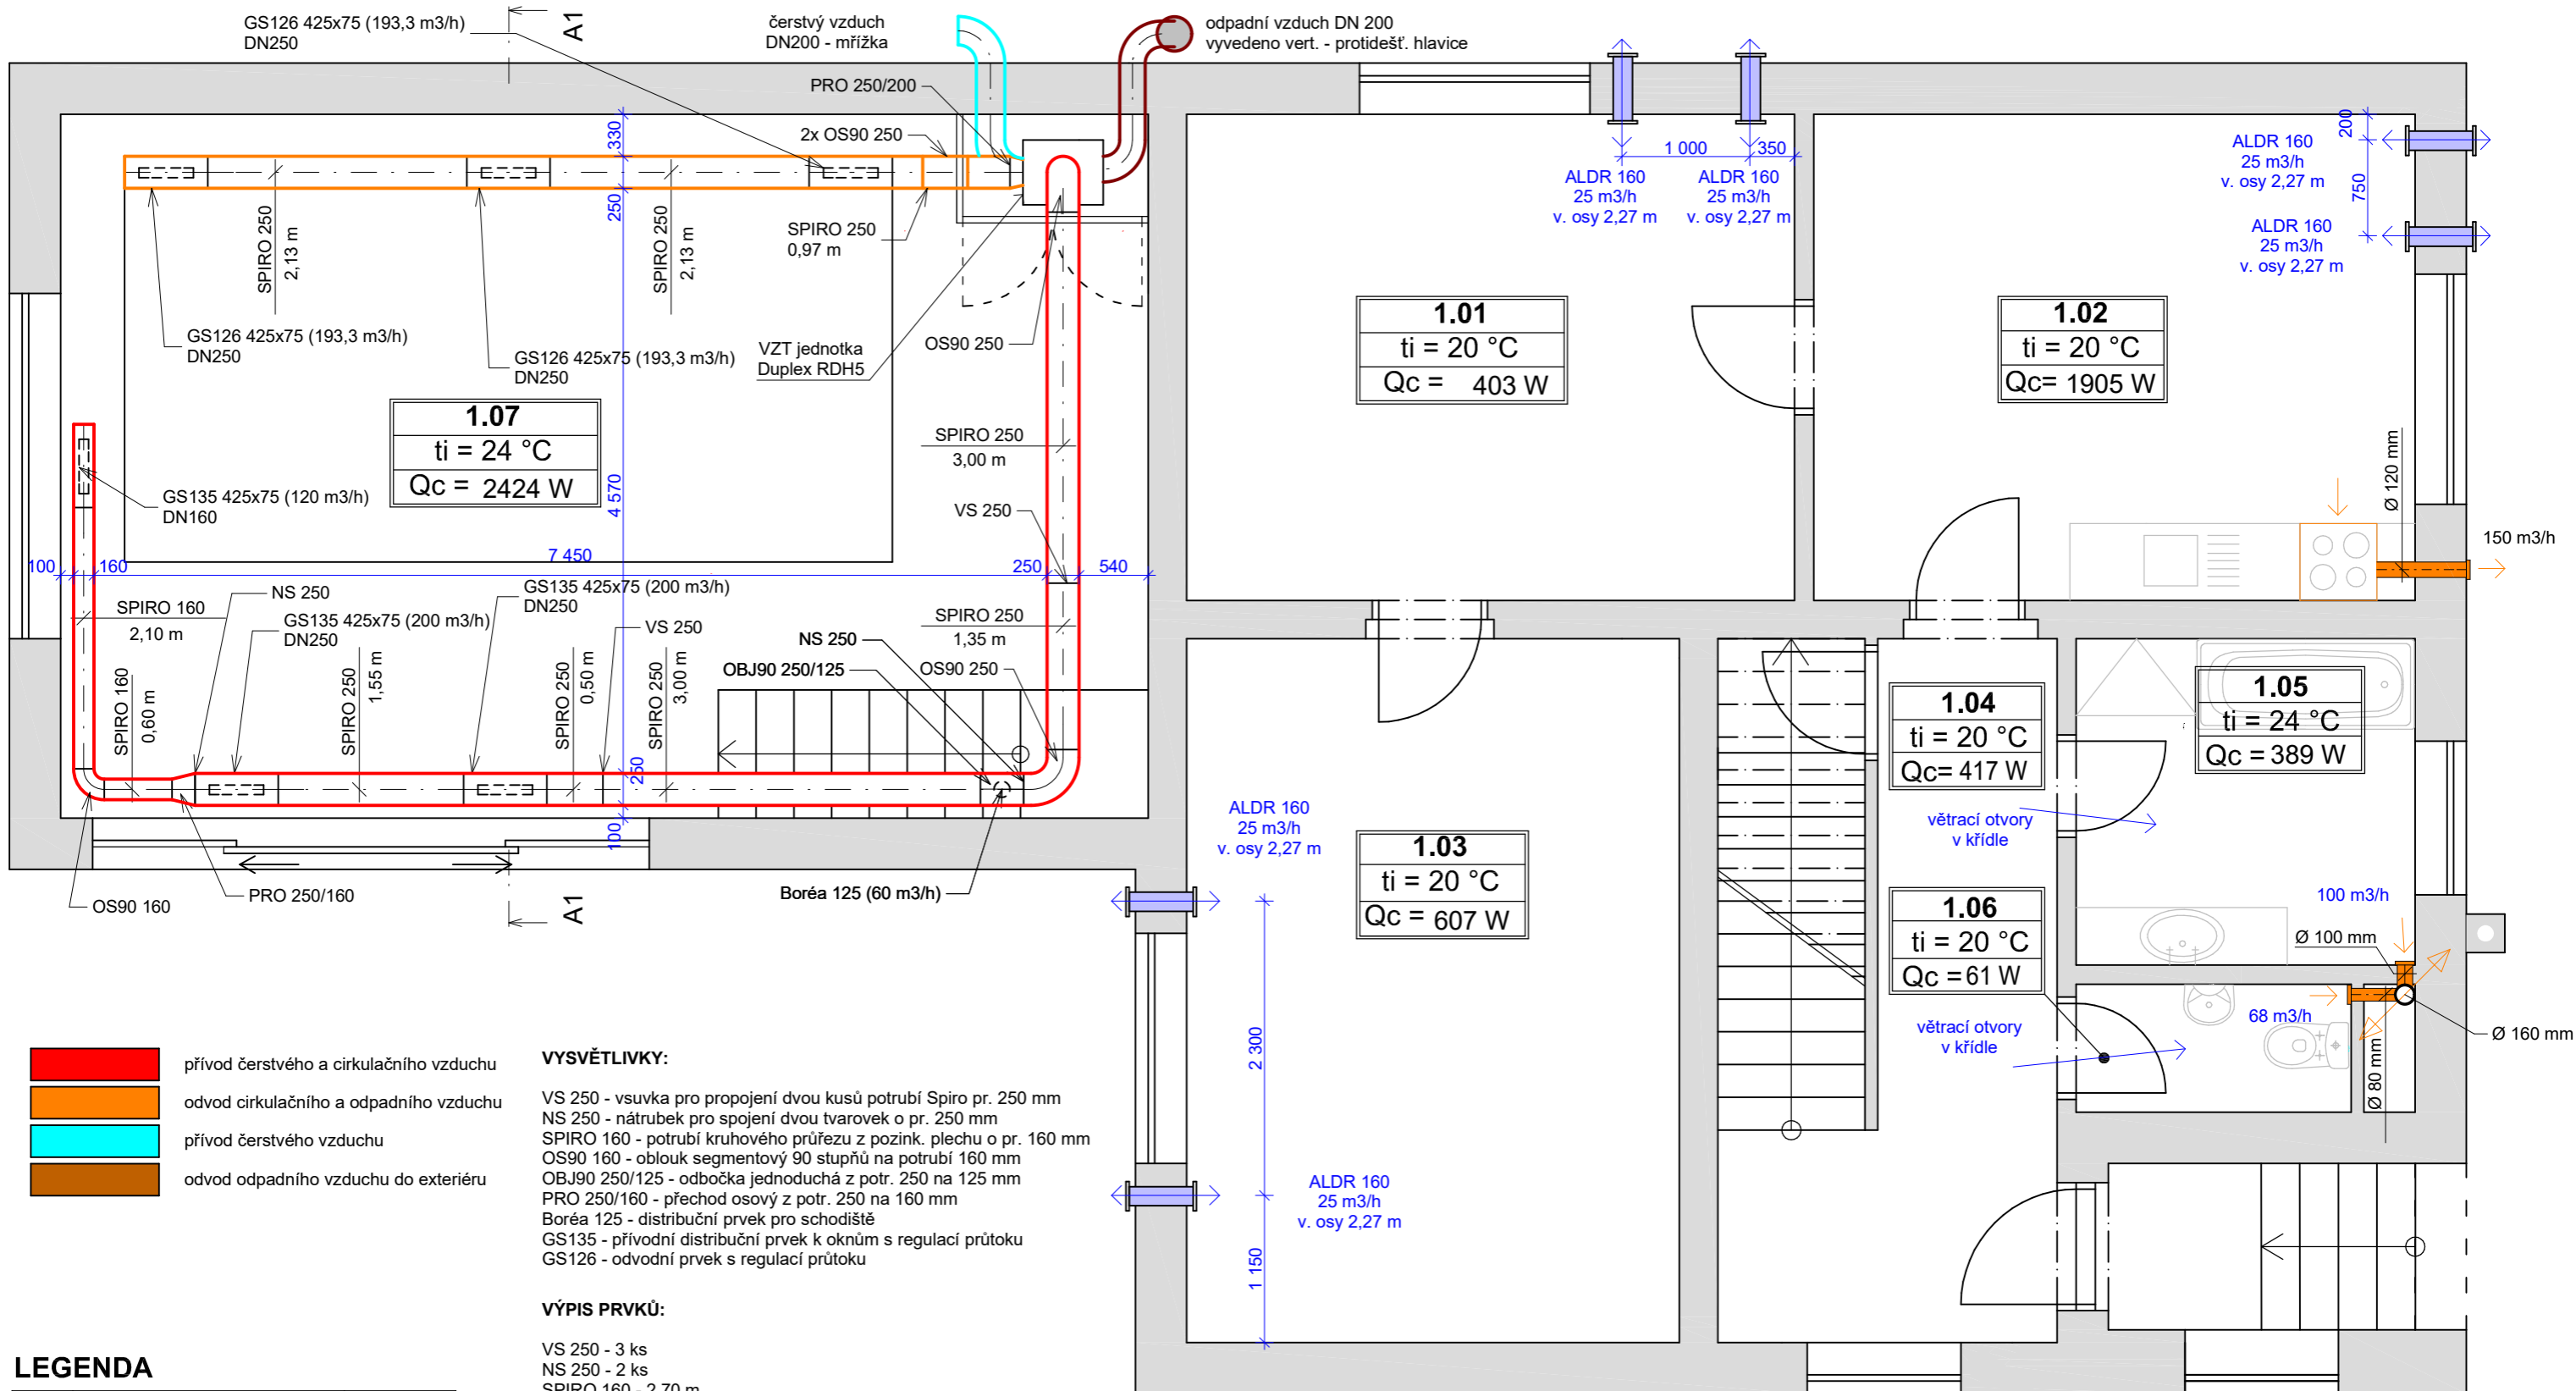 GS126 425x75 (193,3 m3/h)
DN250
A1
čerstvý vzduch
DN200 - mřížka
odpadní vzduch DN 200
vyvedeno vert. - protidešť. hlavice
PRO 250/200
2x OS90 250
330
250
SPIRO 250
2,13 m
SPIRO 250
2,13 m
SPIRO 250
0,97 m
GS126 425x75 (193,3 m3/h)
DN250
GS126 425x75 (193,3 m3/h)
DN250
VZT jednotka
Duplex RDH5
OS90 250
1 000
350
ALDR 160
25 m3/h
v. osy 2,27 m
ALDR 160
25 m3/h
v. osy 2,27 m
ALDR 160
25 m3/h
v. osy 2,27 m
200
750
ALDR 160
25 m3/h
v. osy 2,27 m
1.01
ti = 20 °C
Qc = 403 W
1.02
ti = 20 °C
Qc= 1905 W
1.07
ti = 24 °C
Qc = 2424 W
4 570
SPIRO 250
3,00 m
GS135 425x75 (120 m3/h)
DN160
VS 250
Ø 120 mm
150 m3/h
100
160
7 450
250
540
SPIRO 160
2,10 m
NS 250
GS135 425x75 (200 m3/h)
DN250
GS135 425x75 (200 m3/h)
DN250
VS 250
SPIRO 250
1,35 m
NS 250
OBJ90 250/125
OS90 250
SPIRO 160
0,60 m
SPIRO 250
1,55 m
SPIRO 250
0,50 m
SPIRO 250
3,00 m
250
100
1.04
ti = 20 °C
Qc= 417 W
1.05
ti = 24 °C
Qc = 389 W
větrací otvory
v křídle
ALDR 160
25 m3/h
v. osy 2,27 m
1.03
ti = 20 °C
Qc = 607 W
OS90 160
PRO 250/160
A1
Boréa 125 (60 m3/h)
1.06
ti = 20 °C
Qc = 61 W
100 m3/h
Ø 100 mm
68 m3/h
Ø 160 mm
Ø 80 mm
větrací otvory
v křídle
2 300
1 150
ALDR 160
25 m3/h
v. osy 2,27 m
přívod čerstvého a cirkulačního vzduchu
odvod cirkulačního a odpadního vzduchu
přívod čerstvého vzduchu
odvod odpadního vzduchu do exteriéru
VYSVĚTLIVKY:
VS 250 - vsuvka pro propojení dvou kusů potrubí Spiro pr. 250 mm
NS 250 - nátrubek pro spojení dvou tvarovek o pr. 250 mm
SPIRO 160 - potrubí kruhového průřezu z pozink. plechu o pr. 160 mm
OS90 160 - oblouk segmentový 90 stupňů na potrubí 160 mm
OBJ90 250/125 - odbočka jednoduchá z potr. 250 na 125 mm
PRO 250/160 - přechod osový z potr. 250 na 160 mm
Boréa 125 - distribuční prvek pro schodiště
GS135 - přívodní distribuční prvek k oknům s regulací průtoku
GS126 - odvodní prvek s regulací průtoku
VÝPIS PRVKŮ:
VS 250 - 3 ks
NS 250 - 2 ks
SPIRO 160 - 2,70 m
LEGENDA